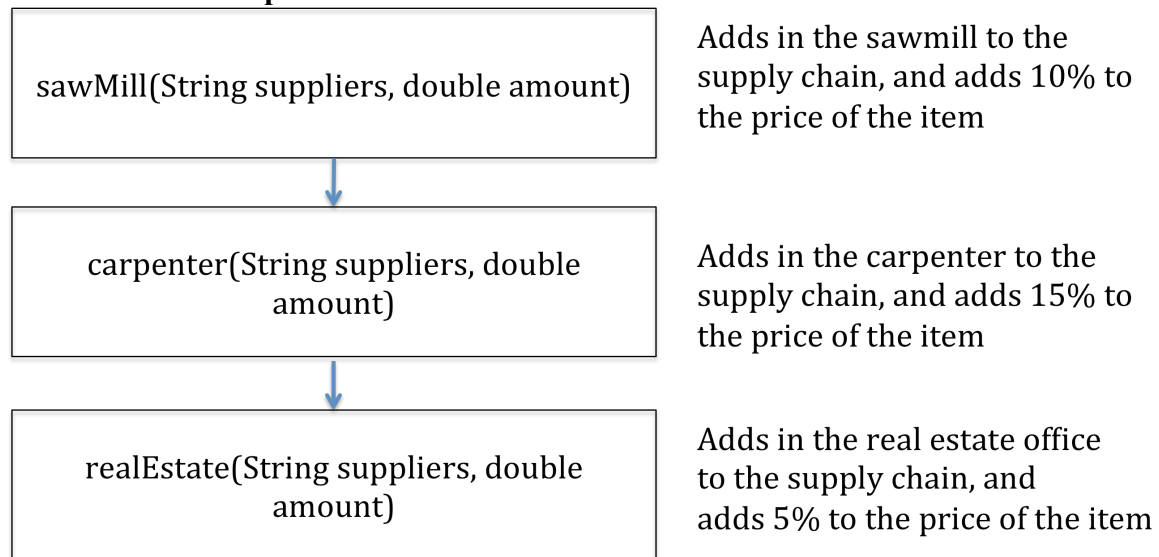 sawMill(String suppliers, double amount)
Adds in the sawmill to the
supply chain, and adds 10% to
the price of the item
carpenter(String suppliers, double
amount)
Adds in the carpenter to the
supply chain, and adds 15% to
the price of the item
realEstate(String suppliers, double
amount)
Adds in the real estate office
to the supply chain, and
adds 5% to the price of the item